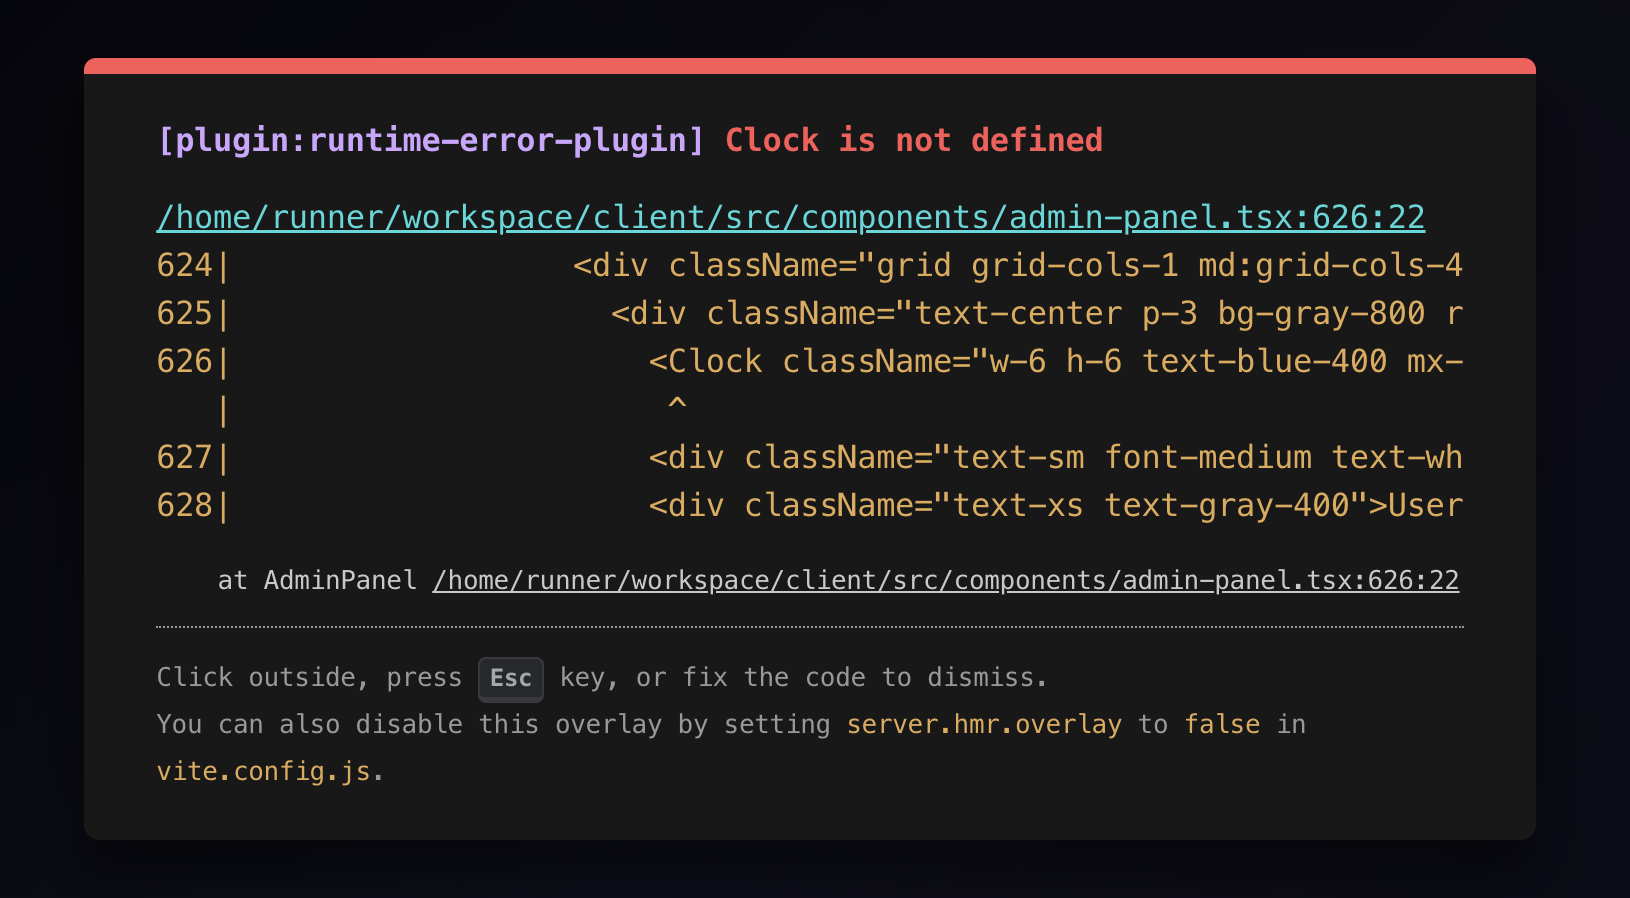 [plugin:runtime-error-plugin] Clock is not defined
/home/runner/workspace/client/src/components/admin-panel.tsx:626:22
624|                  <div className="grid grid-cols-1 md:grid-cols-4
625|                    <div className="text-center p-3 bg-gray-800 r
626|                      <Clock className="w-6 h-6 text-blue-400 mx-
   |                       ^
627|                      <div className="text-sm font-medium text-wh
628|                      <div className="text-xs text-gray-400">User
    at AdminPanel /home/runner/workspace/client/src/components/admin-panel.tsx:626:22
Click outside, press Esc key, or fix the code to dismiss.
You can also disable this overlay by setting server.hmr.overlay to false in
vite.config.js.